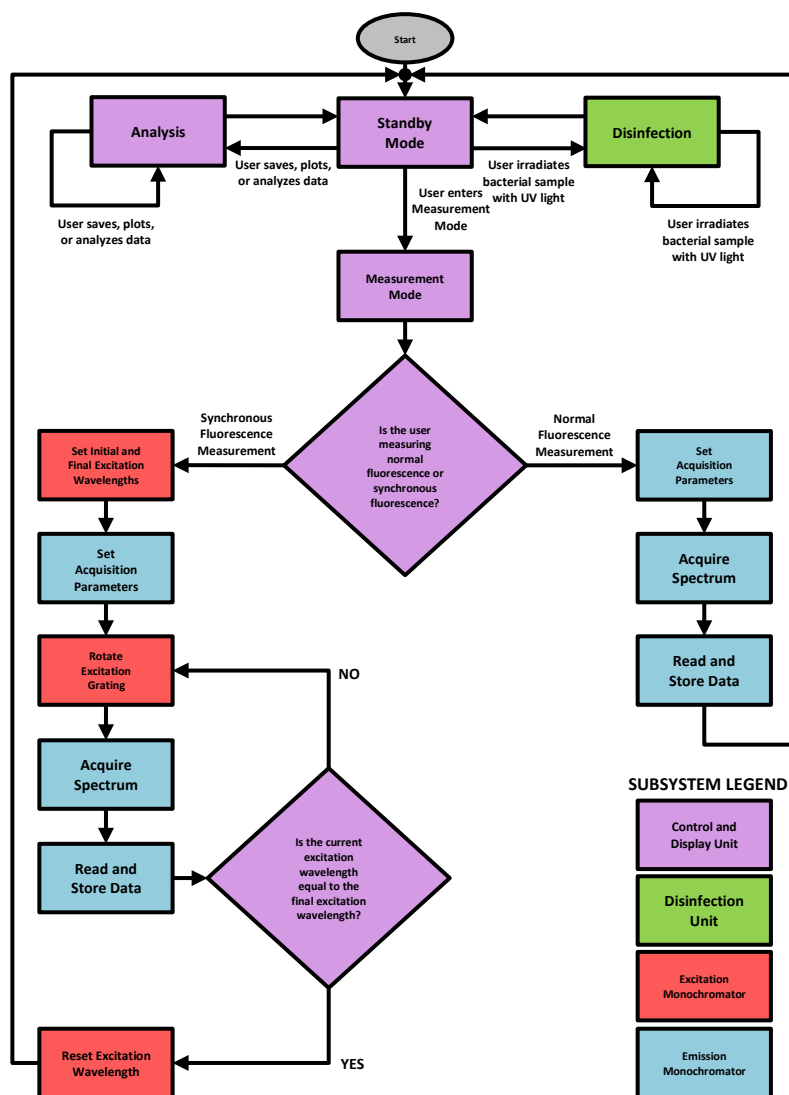 Start
Analysis
Standby
Mode
Disinfection
User saves, plots,
or analyzes data
User irradiates
bacterial sample
with UV light
User enters
Measurement
Mode
User saves, plots,
or analyzes data
User irradiates
bacterial sample
with UV light
Measurement
Mode
Is the user
measuring
normal
fluorescence or
synchronous
fluorescence?
Synchronous
Fluorescence
Measurement
Normal
Fluorescence
Measurement
Set Initial and
Final Excitation
Wavelengths
Set
Acquisition
Parameters
Rotate
Excitation
Grating
Acquire
Spectrum
Read and
Store Data
Is the current
excitation
wavelength
equal to the
final excitation
wavelength?
NO
YES
Reset Excitation
Wavelength
Set
Acquisition
Parameters
Acquire
Spectrum
Read and
Store Data
SUBSYSTEM LEGEND
Control and
Display Unit
Disinfection
Unit
Excitation
Monochromator
Emission
Monochromator